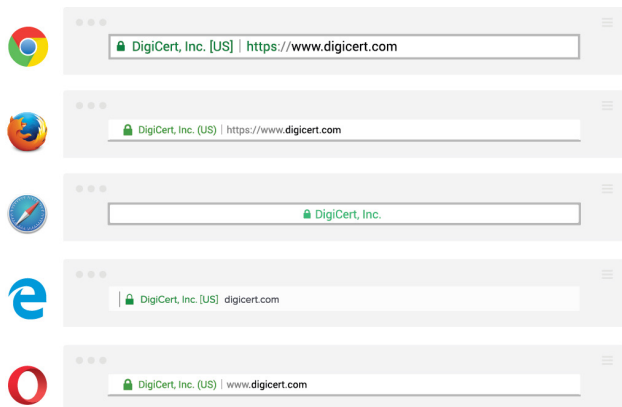 DigiCert, Inc. [US] | https://www.digicert.com
DigiCert, Inc. (US) | https://www.digicert.com
DigiCert, Inc.
DigiCert, Inc. [US] digicert.com
DigiCert, Inc. (US) | www.digicert.com